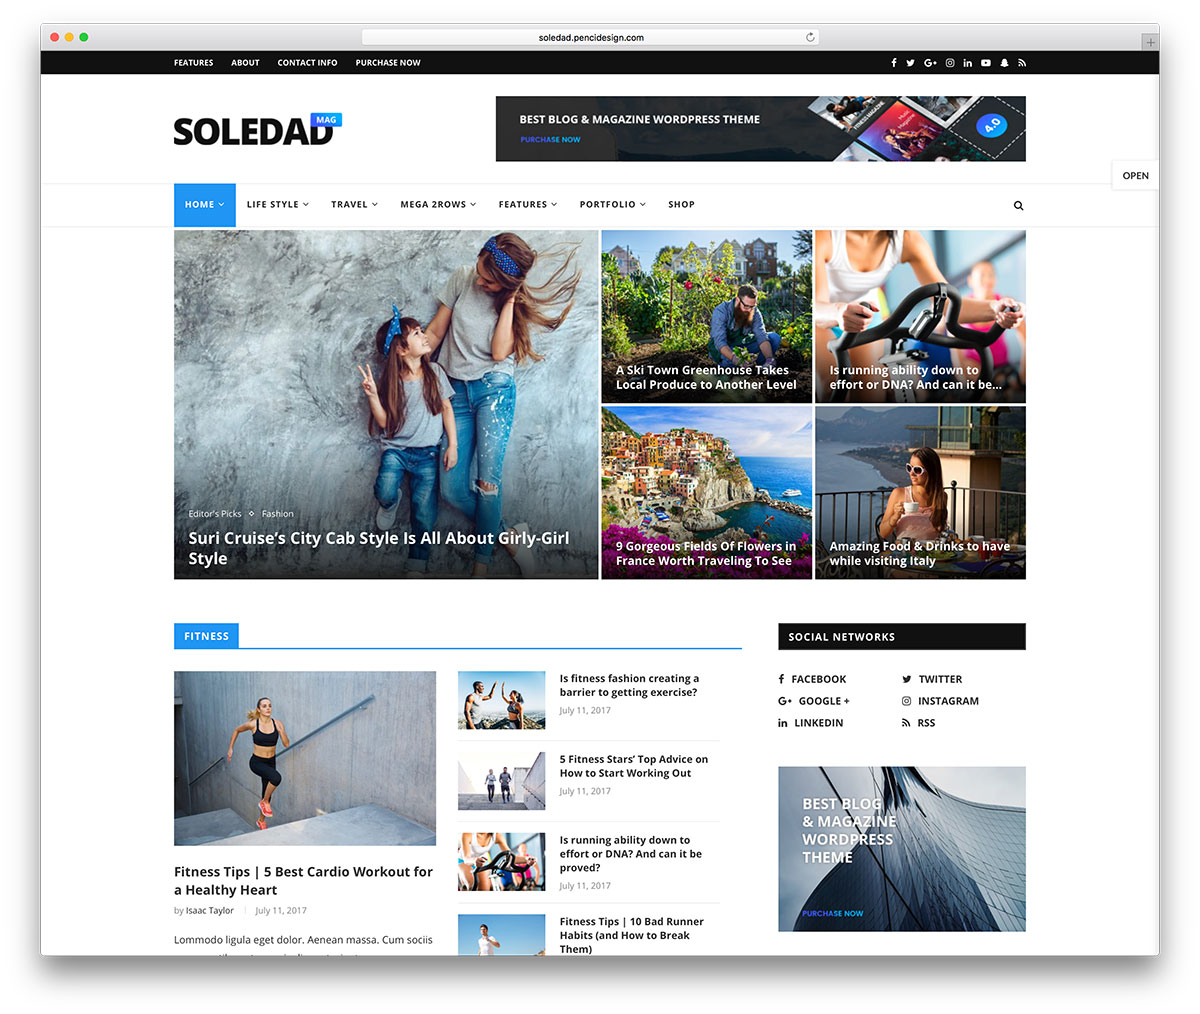 soledad.pencidesign.com
FEATURES ABOUT CONTACT INFO PURCHASE NOW
SOLEDAD
MAG
BEST BLOG & MAGAZINE WORDPRESS THEME
PURCHASE NOW
FITNESS MAGAZINE
Music Magazine
4.0
OPEN
HOME LIFE STYLE TRAVEL MEGA 2ROWS FEATURES PORTFOLIO SHOP
Editor's Picks Fashion
Suri Cruise's City Cab Style Is All About Girly-Girl
Style
A Ski Town Greenhouse Takes
Local Produce to Another Level
Is running ability down to
effort or DNA? And can it be...
9 Gorgeous Fields Of Flowers in
France Worth Traveling To See
Amazing Food & Drinks to have
while visiting Italy
FITNESS
Fitness Tips | 5 Best Cardio Workout for
a Healthy Heart
by Isaac Taylor July 11, 2017
Lommodo ligula eget dolor. Aenean massa. Cum sociis
Is fitness fashion creating a
barrier to getting exercise?
July 11, 2017
5 Fitness Stars' Top Advice on
How to Start Working Out
July 11, 2017
Is running ability down to
effort or DNA? And can it be
proved?
July 11, 2017
Fitness Tips | 10 Bad Runner
Habits (and How to Break
Them)
SOCIAL NETWORKS
FACEBOOK TWITTER
GOOGLE + INSTAGRAM
LINKEDIN RSS
BEST BLOG
& MAGAZINE
WORDPRESS
THEME
PURCHASE NOW